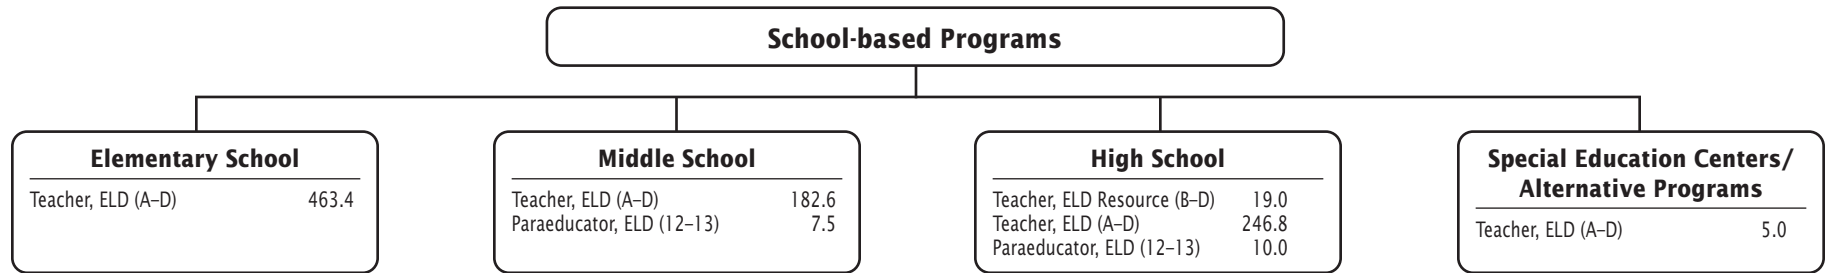 School-based Programs
Elementary School
Teacher, ELD (A–D) 463.4
Middle School
Teacher, ELD (A–D) 182.6
Paraeducator, ELD (12–13) 7.5
High School
Teacher, ELD Resource (B–D) 19.0
Teacher, ELD (A–D) 246.8
Paraeducator, ELD (12–13) 10.0
Special Education Centers/
Alternative Programs
Teacher, ELD (A–D) 5.0